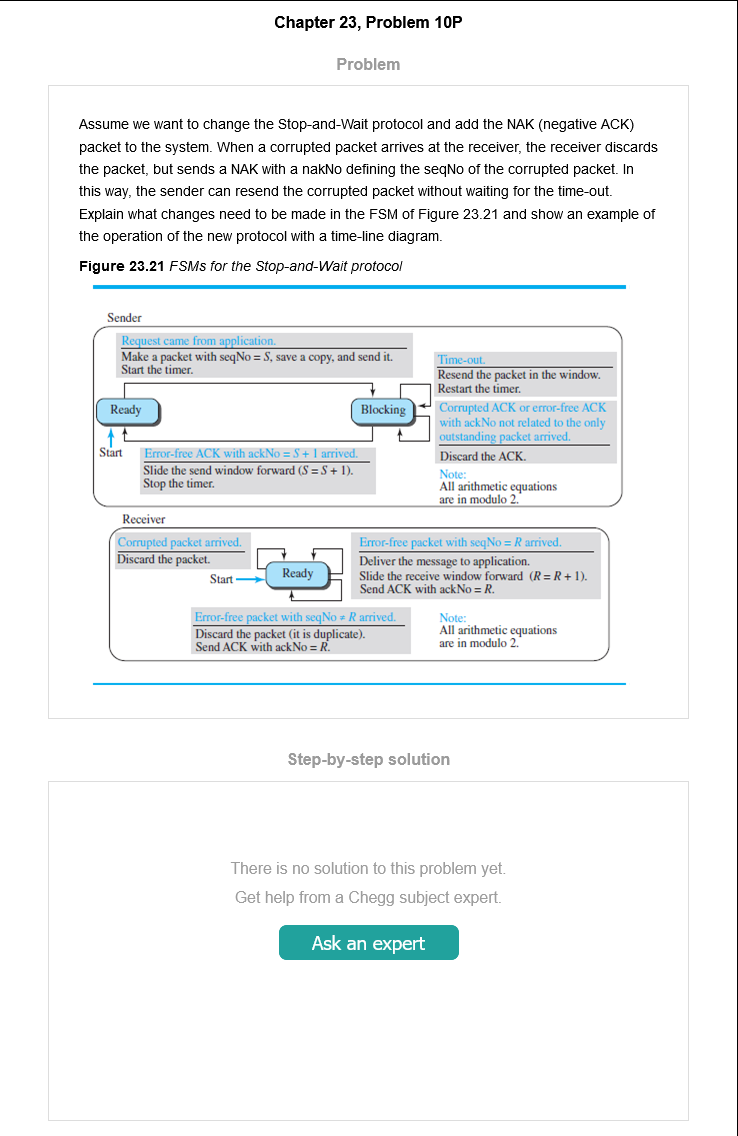 Chapter 23, Problem 10P
Problem
Assume we want to change the Stop-and-Wait protocol and add the NAK (negative ACK)
packet to the system. When a corrupted packet arrives at the receiver, the receiver discards
the packet, but sends a NAK with a nakNo defining the seqNo of the corrupted packet. In
this way, the sender can resend the corrupted packet without waiting for the time-out.
Explain what changes need to be made in the FSM of Figure 23.21 and show an example of
the operation of the new protocol with a time-line diagram.
Figure 23.21 FSMs for the Stop-and-Wait protocol
Sender
Request came from application.
Make a packet with seqNo = S, save a copy, and send it.
Start the timer.
Time-out.
Resend the packet in the window.
Restart the timer.
Ready
Blocking
Corrupted ACK or error-free ACK
with ackNo not related to the only
outstanding packet arrived.
Discard the ACK.
Start
Error-free ACK with ackNo = S + 1 arrived.
Slide the send window forward (S = S + 1).
Stop the timer.
Note:
All arithmetic equations
are in modulo 2.
Receiver
Corrupted packet arrived.
Discard the packet.
Error-free packet with seqNo = R arrived.
Deliver the message to application.
Slide the receive window forward (R = R + 1).
Send ACK with ackNo = R.
Start
Ready
Error-free packet with seqNo ≠ R arrived.
Discard the packet (it is duplicate).
Send ACK with ackNo = R.
Note:
All arithmetic equations
are in modulo 2.
Step-by-step solution
There is no solution to this problem yet.
Get help from a Chegg subject expert.
Ask an expert